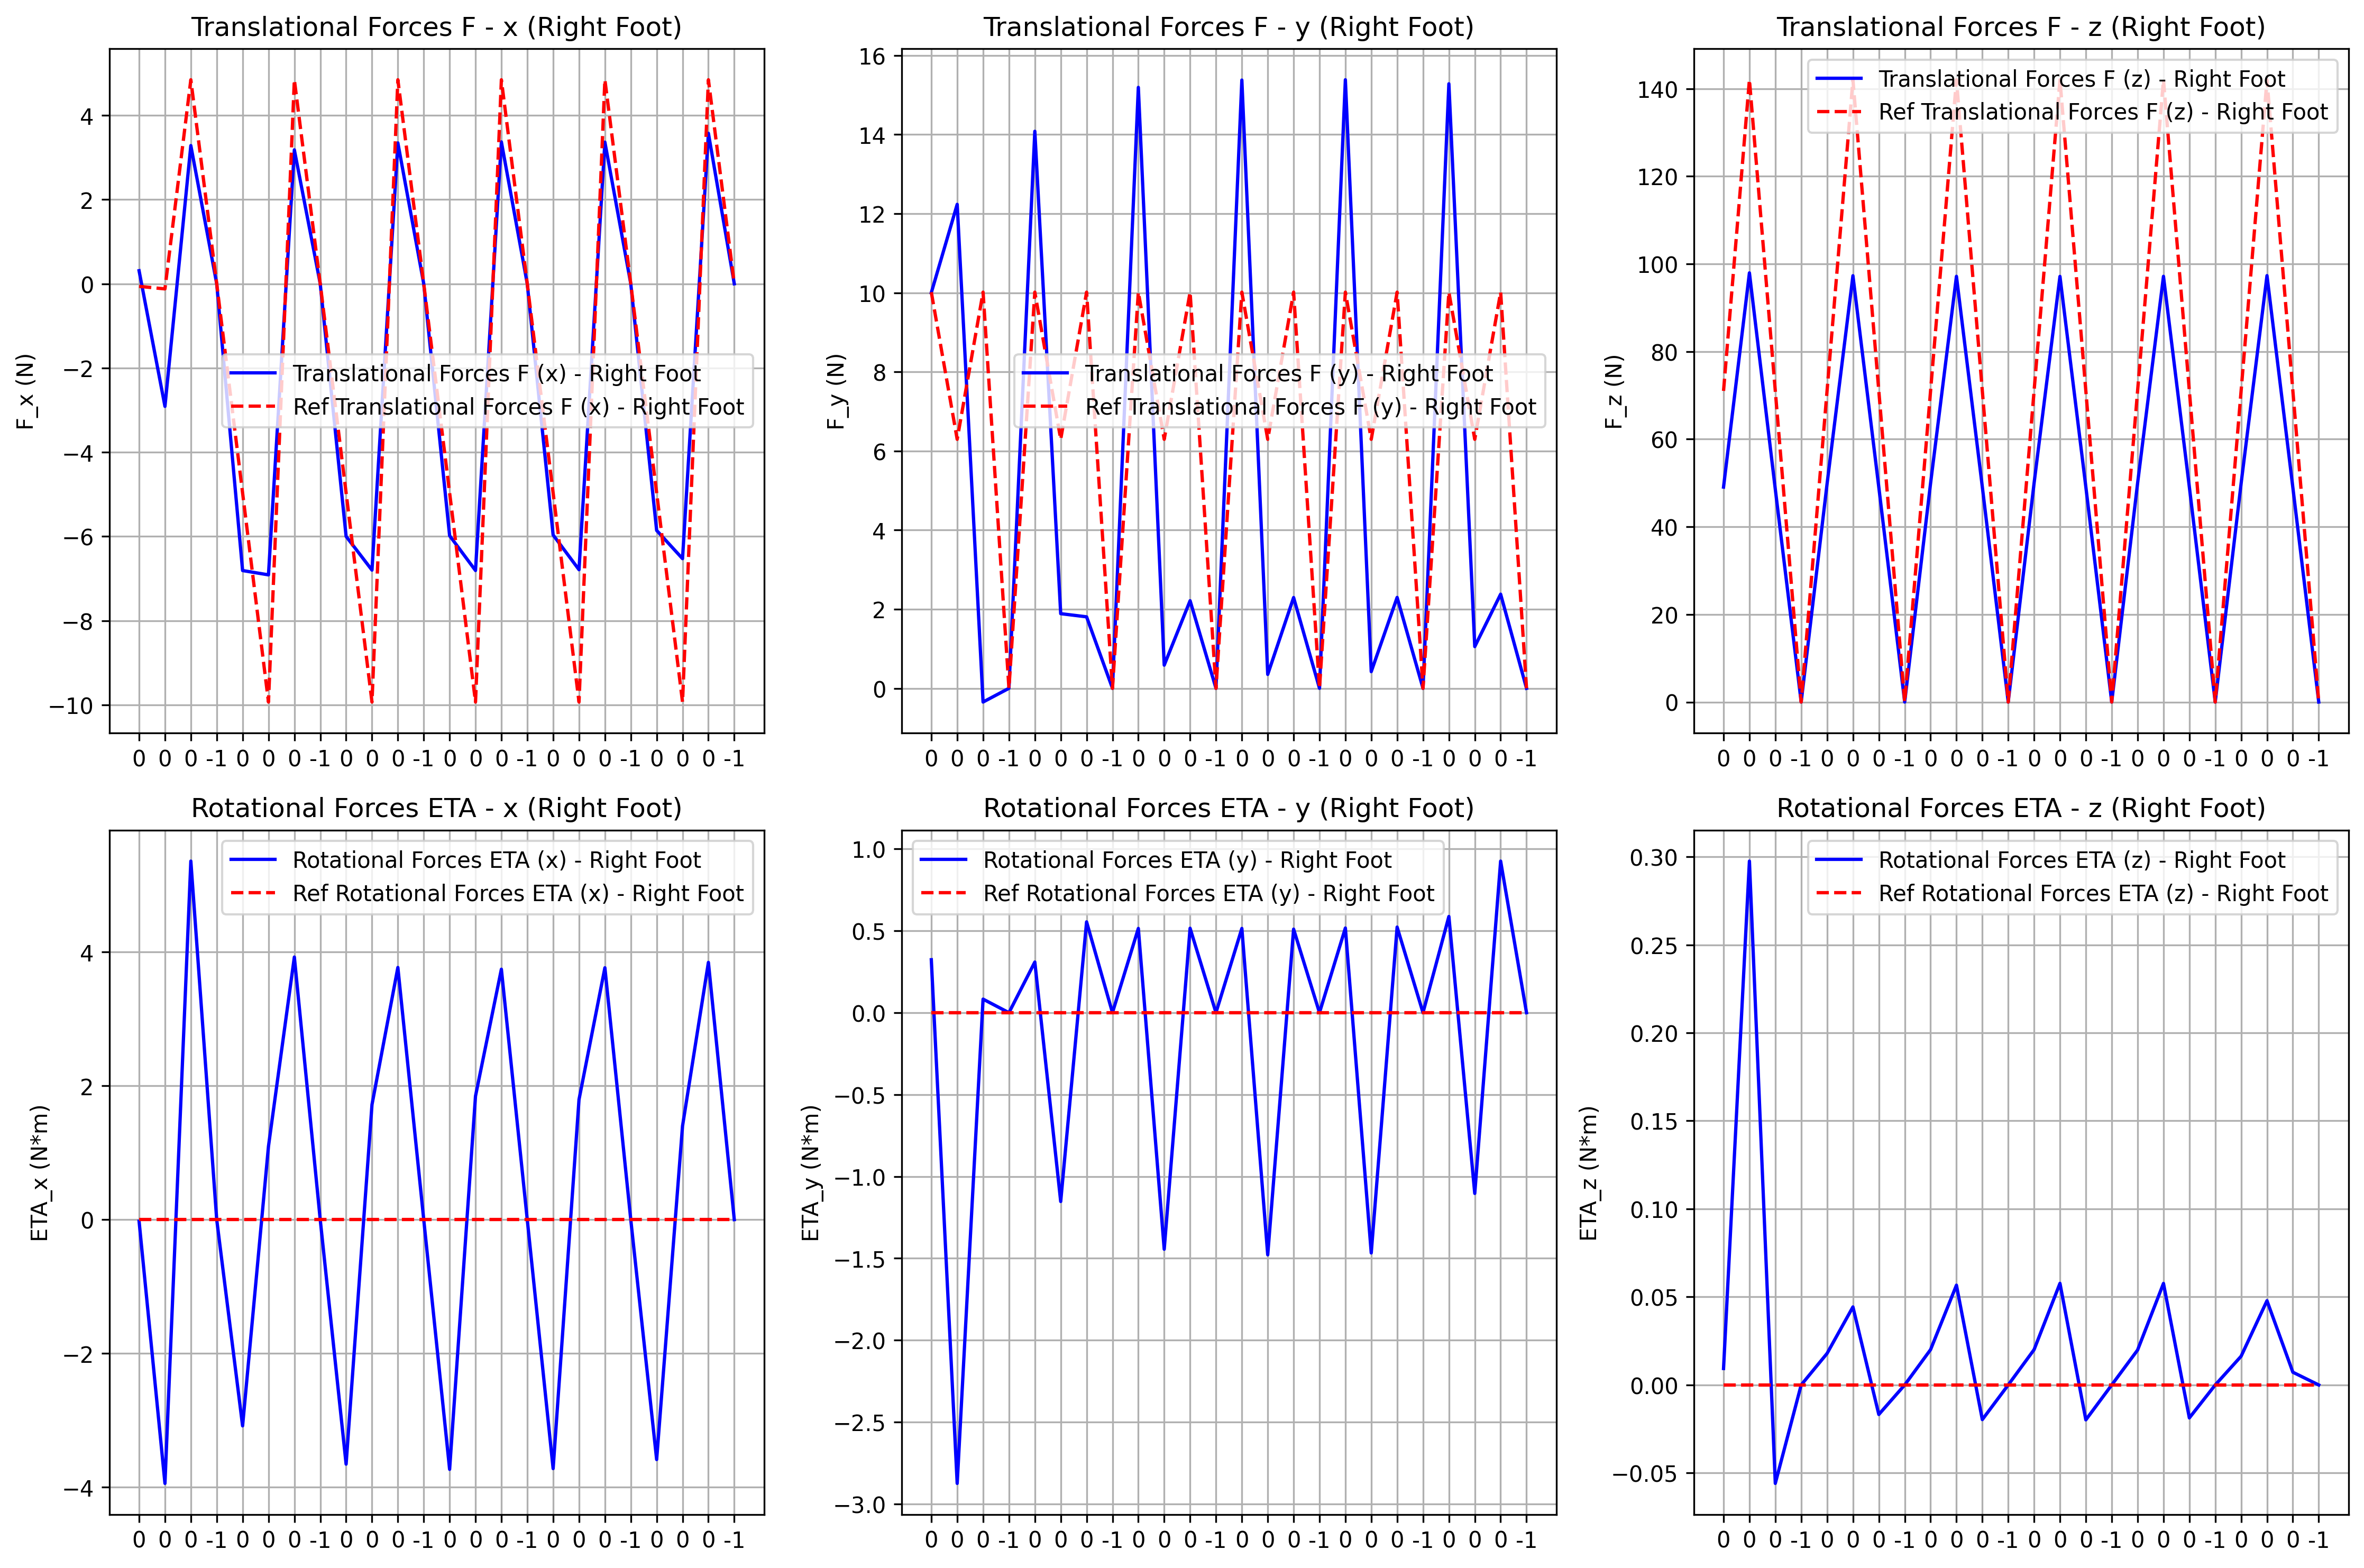 Translational Forces F - x (Right Foot)
4
2
0
−2
−4
−6
−8
−10
F_x (N)
Translational Forces F (x) - Right Foot
Ref Translational Forces F (x) - Right Foot
0 0 0 -1 0 0 0 -1 0 0 0 -1 0 0 0 -1 0 0 0 -1 0 0 0 -1
Translational Forces F - y (Right Foot)
16
14
12
10
8
6
4
2
0
F_y (N)
Translational Forces F (y) - Right Foot
Ref Translational Forces F (y) - Right Foot
0 0 0 -1 0 0 0 -1 0 0 0 -1 0 0 0 -1 0 0 0 -1 0 0 0 -1
Translational Forces F - z (Right Foot)
140
120
100
80
60
40
20
0
F_z (N)
Translational Forces F (z) - Right Foot
Ref Translational Forces F (z) - Right Foot
0 0 0 -1 0 0 0 -1 0 0 0 -1 0 0 0 -1 0 0 0 -1 0 0 0 -1
Rotational Forces ETA - x (Right Foot)
4
2
0
−2
−4
ETA_x (N*m)
Rotational Forces ETA (x) - Right Foot
Ref Rotational Forces ETA (x) - Right Foot
0 0 0 -1 0 0 0 -1 0 0 0 -1 0 0 0 -1 0 0 0 -1 0 0 0 -1
Rotational Forces ETA - y (Right Foot)
1.0
0.5
0.0
−0.5
−1.0
−1.5
−2.0
−2.5
−3.0
ETA_y (N*m)
Rotational Forces ETA (y) - Right Foot
Ref Rotational Forces ETA (y) - Right Foot
0 0 0 -1 0 0 0 -1 0 0 0 -1 0 0 0 -1 0 0 0 -1 0 0 0 -1
Rotational Forces ETA - z (Right Foot)
0.30
0.25
0.20
0.15
0.10
0.05
0.00
−0.05
ETA_z (N*m)
Rotational Forces ETA (z) - Right Foot
Ref Rotational Forces ETA (z) - Right Foot
0 0 0 -1 0 0 0 -1 0 0 0 -1 0 0 0 -1 0 0 0 -1 0 0 0 -1